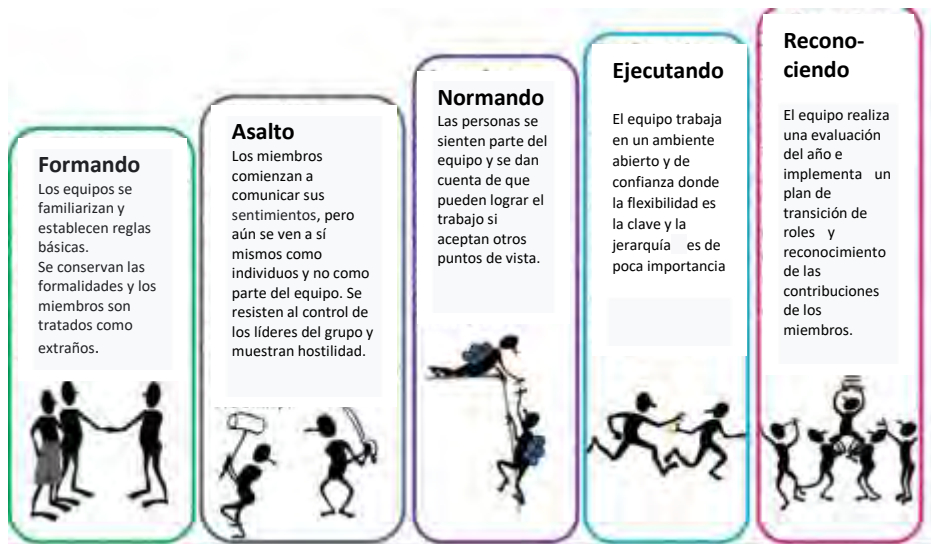 Formando
Los equipos se
familiarizan y
establecen reglas
básicas.
Se conservan las
formalidades y los
miembros son
tratados como
extraños.
Asalto
Los miembros
comienzan a
comunicar sus
sentimientos, pero
aún se ven a sí
mismos como
individuos y no como
parte del equipo. Se
resisten al control de
los líderes del grupo y
muestran hostilidad.
Normando
Las personas se
sienten parte del
equipo y se dan
cuenta de que
pueden lograr el
trabajo si
aceptan otros
puntos de vista.
Ejecutando
El equipo trabaja
en un ambiente
abierto y de
confianza donde
la flexibilidad es
la clave y la
jerarquía es de
poca importancia
Recono-
ciendo
El equipo realiza
una evaluación
del año e
implementa un
plan de
transición de
roles y
reconocimiento
de las
contribuciones
de los
miembros.